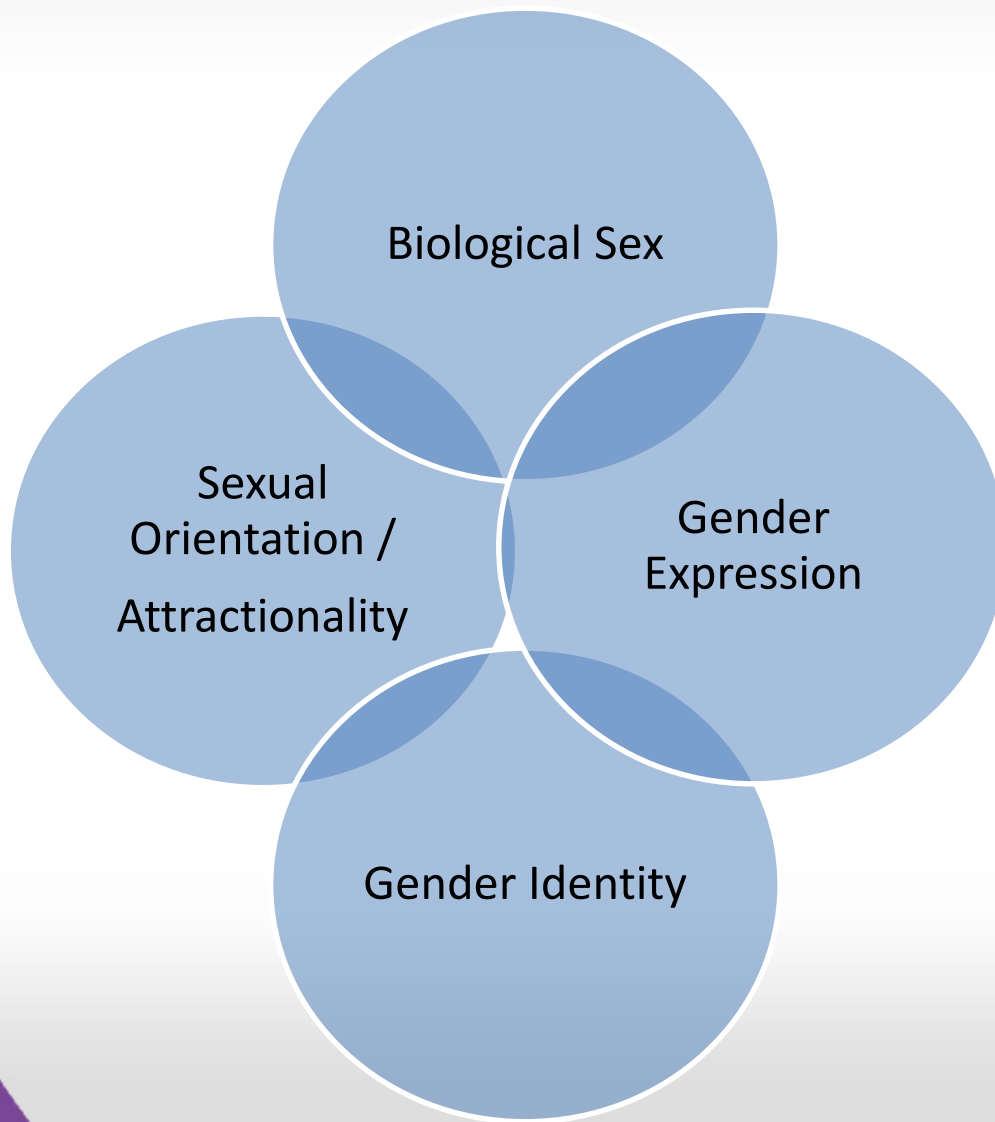 Biological Sex
Sexual
Orientation /
Attractionality
Gender
Expression
Gender Identity